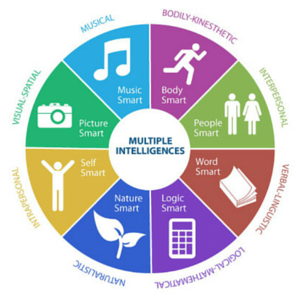 MUSICAL
BODILY-KINESTHETIC
INTERPERSONAL
VERBAL-LINGUISTIC
LOGICAL-MATHEMATICAL
NATURALISTIC
INTRAPERSONAL
VISUAL-SPATIAL
Music
Smart
Body
Smart
People
Smart
Word
Smart
Logic
Smart
Nature
Smart
Self
Smart
Picture
Smart
MULTIPLE
INTELLIGENCES